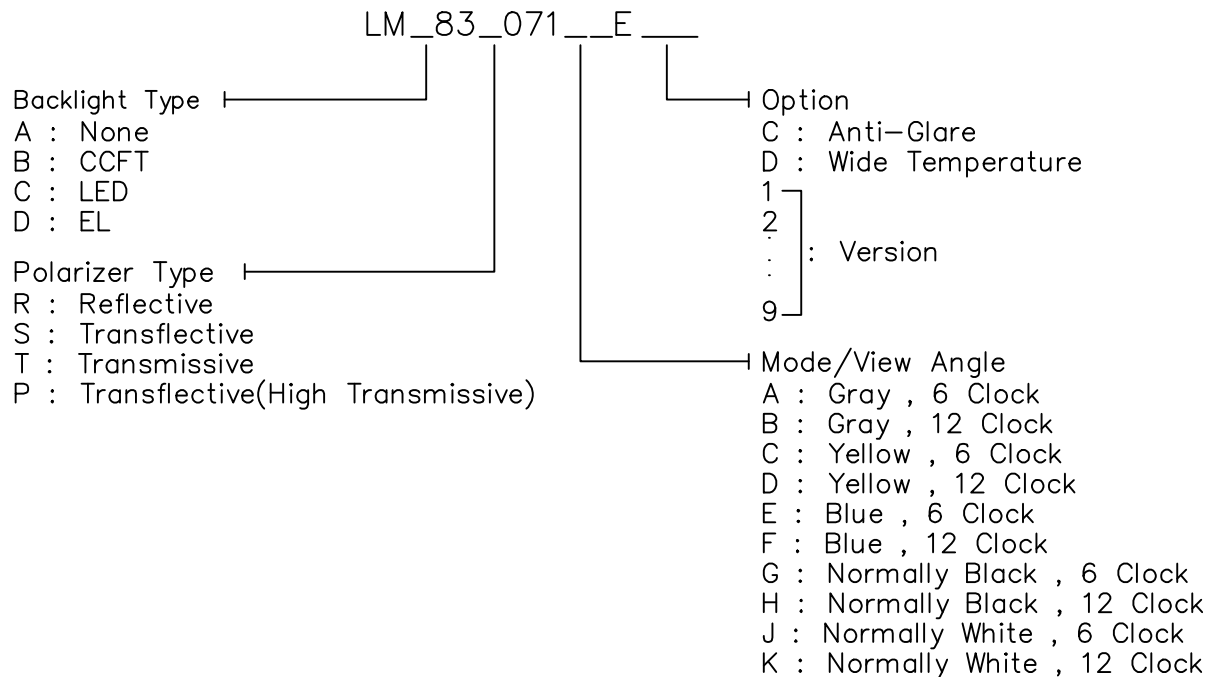 LM_83_071__E___
Backlight Type
A : None
B : CCFT
C : LED
D : EL
Polarizer Type
R : Reflective
S : Transflective
T : Transmissive
P : Transflective(High Transmissive)
Option
C : Anti-Glare
D : Wide Temperature
1
2
.
.
: Version
9
Mode/View Angle
A : Gray , 6 Clock
B : Gray , 12 Clock
C : Yellow , 6 Clock
D : Yellow , 12 Clock
E : Blue , 6 Clock
F : Blue , 12 Clock
G : Normally Black , 6 Clock
H : Normally Black , 12 Clock
J : Normally White , 6 Clock
K : Normally White , 12 Clock